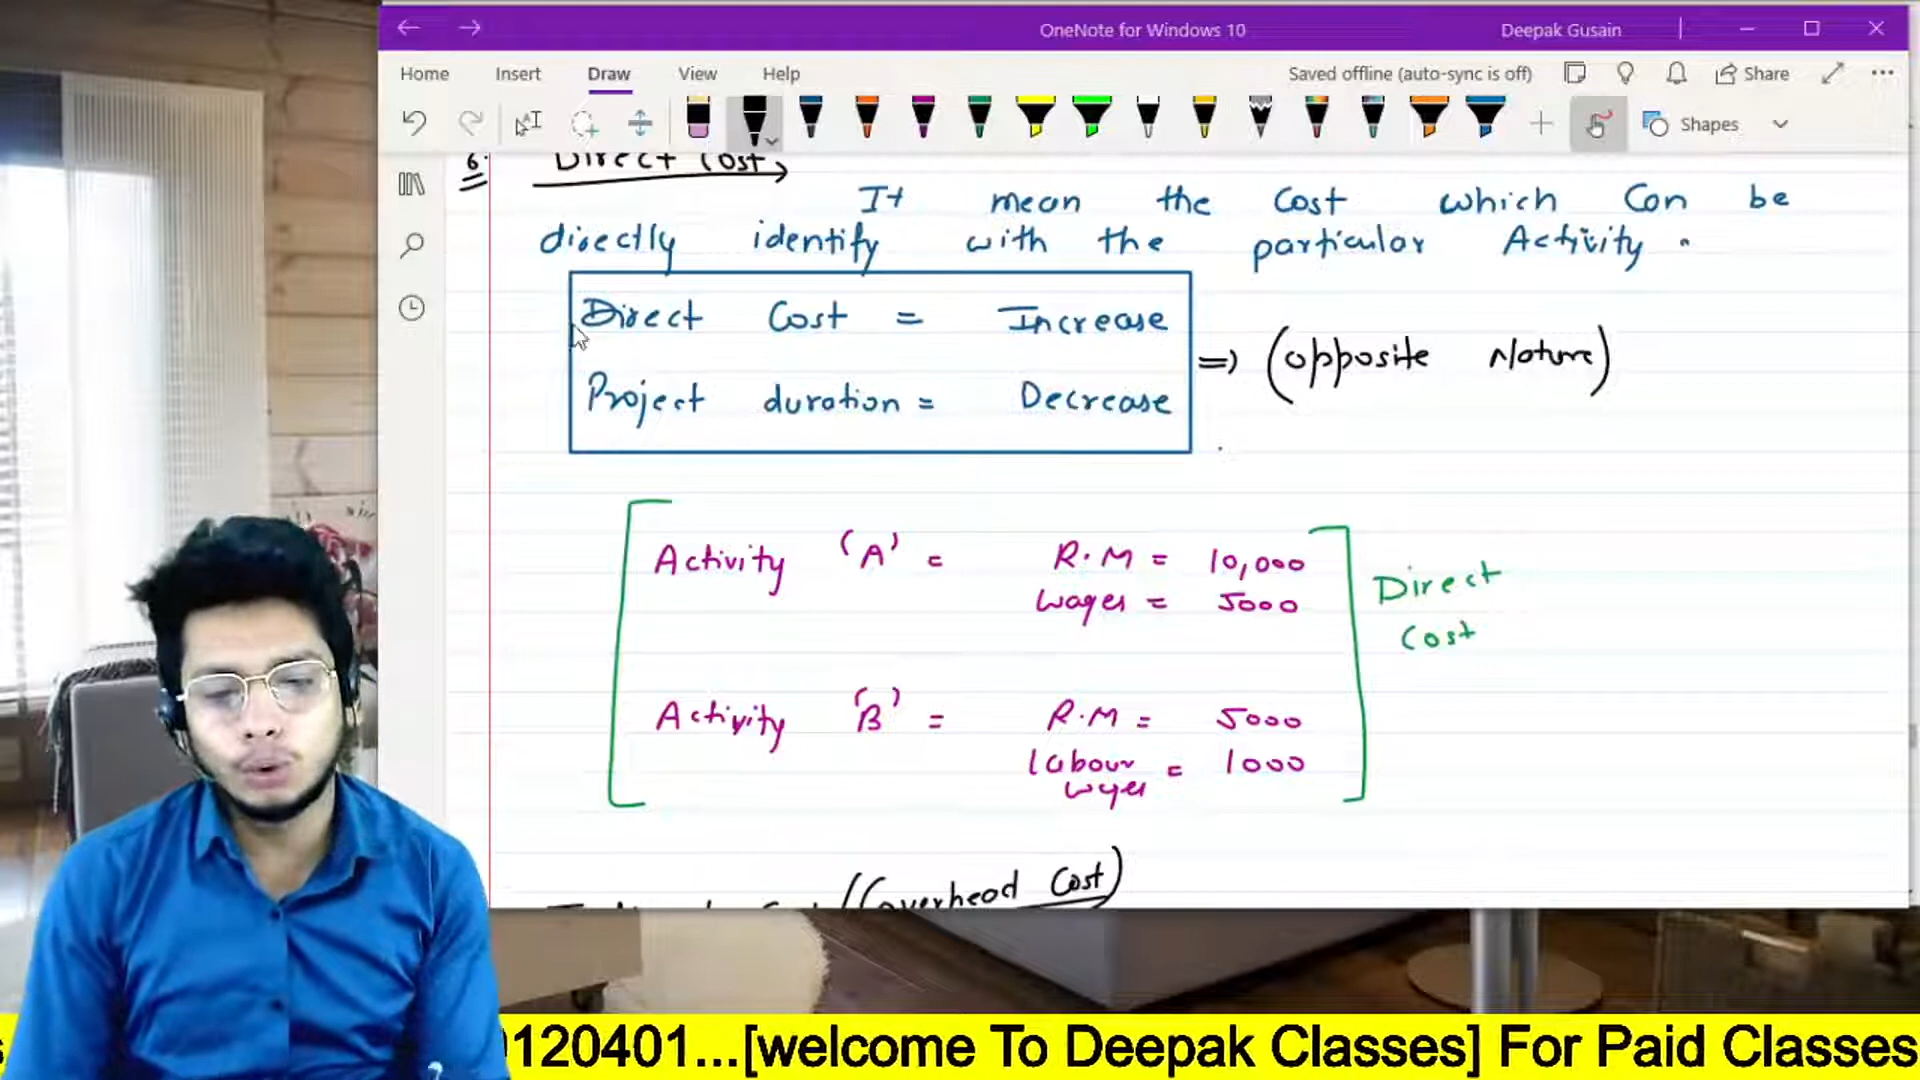 OneNote for Windows 10
Deepak Gusain
Home Insert Draw View Help
Saved offline (auto-sync is off)
Share
Shapes
6. Direct Cost
It mean the Cost which Can be
directly identify with the particular Activity.
Direct Cost = Increase
Project duration = Decrease
=> (opposite Nature)
Activity 'A' = R.M = 10,000
wages = 5000
Direct
Cost
Activity 'B' = R.M = 5000
labour = 1000
wages
Cost /(overhead Cost)
0120401...[welcome To Deepak Classes] For Paid Classes